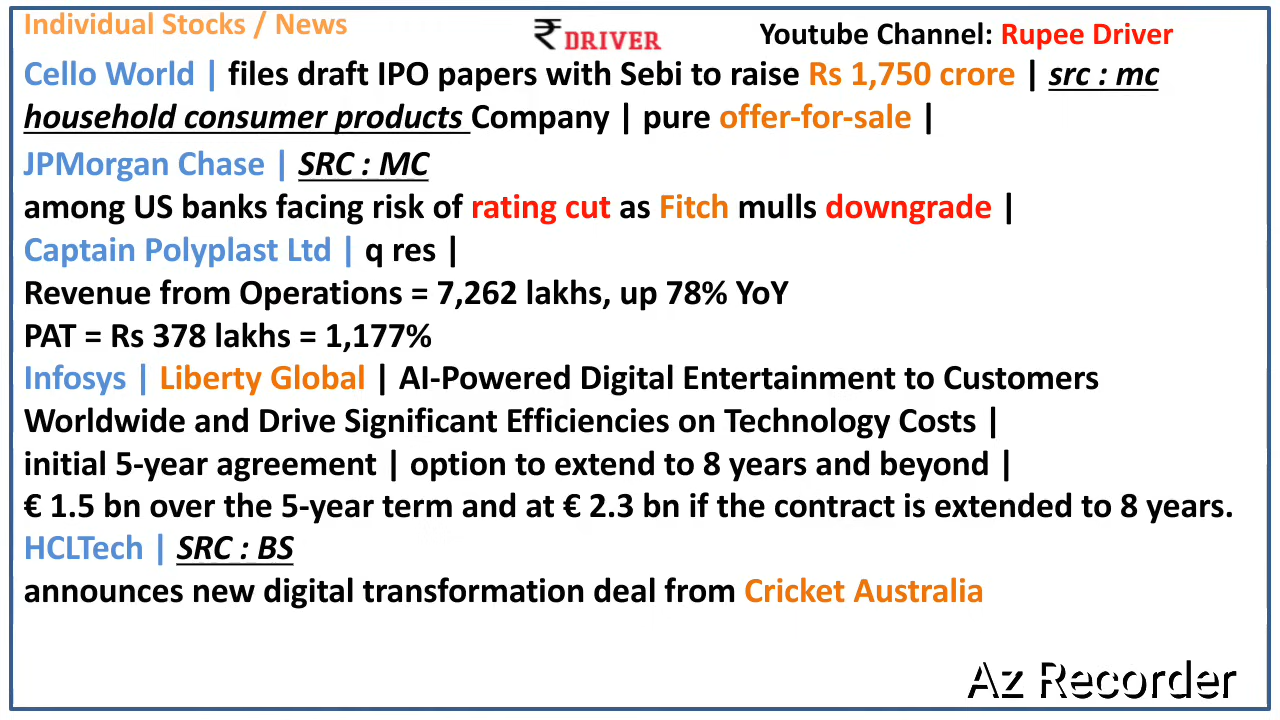 Individual Stocks / News
₹ DRIVER
Youtube Channel: Rupee Driver
Cello World | files draft IPO papers with Sebi to raise Rs 1,750 crore | src : mc
household consumer products Company | pure offer-for-sale |
JPMorgan Chase | SRC : MC
among US banks facing risk of rating cut as Fitch mulls downgrade |
Captain Polyplast Ltd | q res |
Revenue from Operations = 7,262 lakhs, up 78% YoY
PAT = Rs 378 lakhs = 1,177%
Infosys | Liberty Global | AI-Powered Digital Entertainment to Customers
Worldwide and Drive Significant Efficiencies on Technology Costs |
initial 5-year agreement | option to extend to 8 years and beyond |
€ 1.5 bn over the 5-year term and at € 2.3 bn if the contract is extended to 8 years.
HCLTech | SRC : BS
announces new digital transformation deal from Cricket Australia
Az Recorder